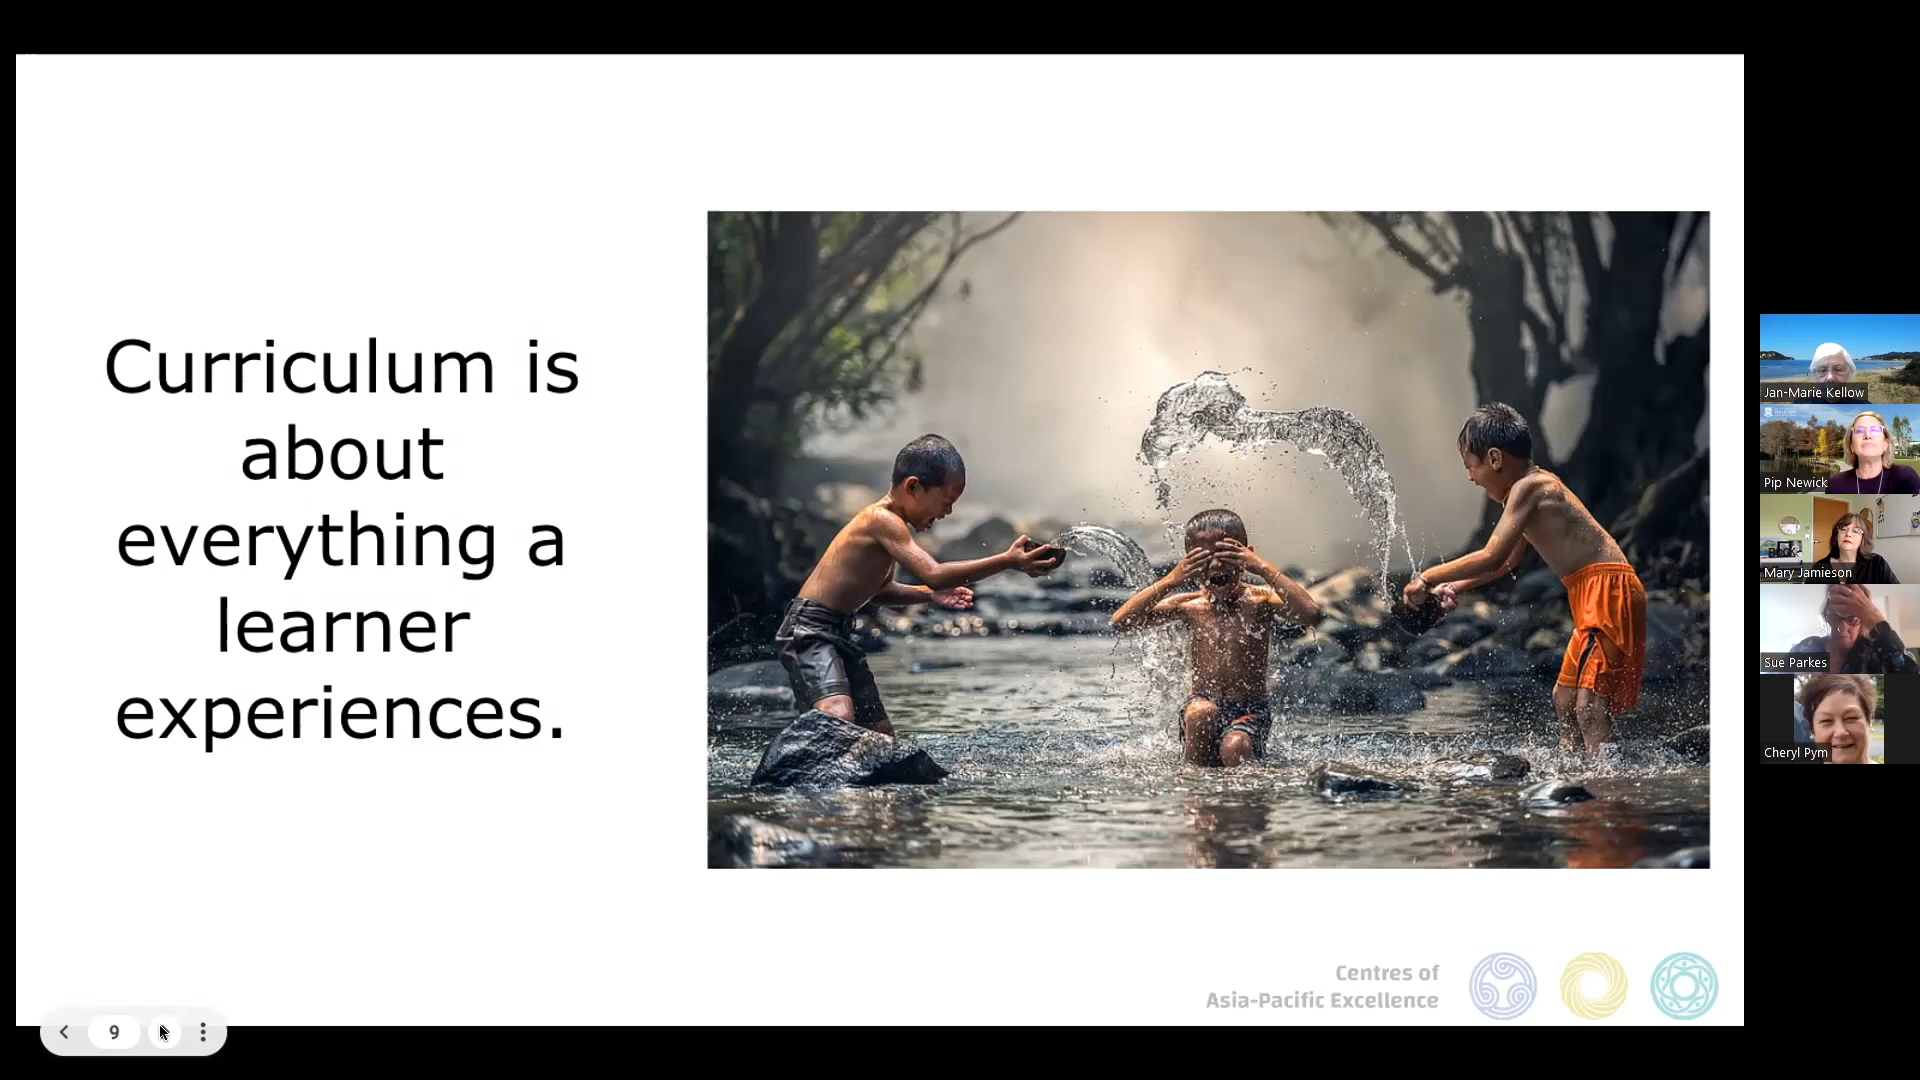 Curriculum is
about
everything a
learner
experiences.
Centres of
Asia-Pacific Excellence
9
Jan-Marie Kellow
Pip Newick
Mary Jamieson
Sue Parkes
Cheryl Pym